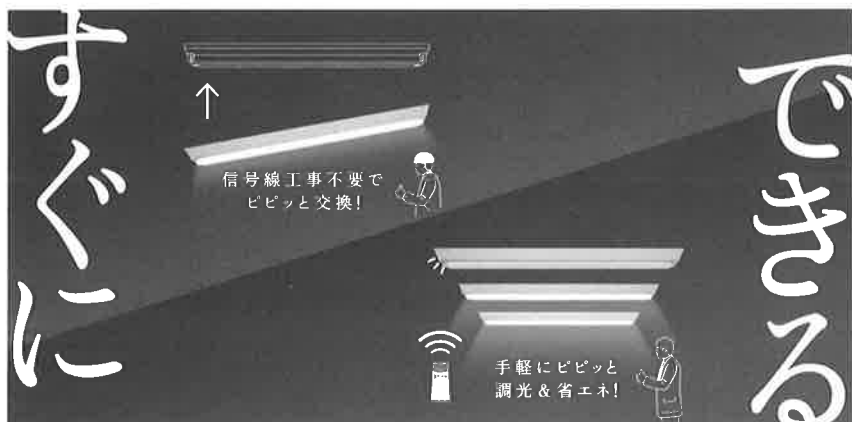 すぐに
できる
信号線工事不要で
ピピッと交換!
手軽にピピッと
調光&省エネ!